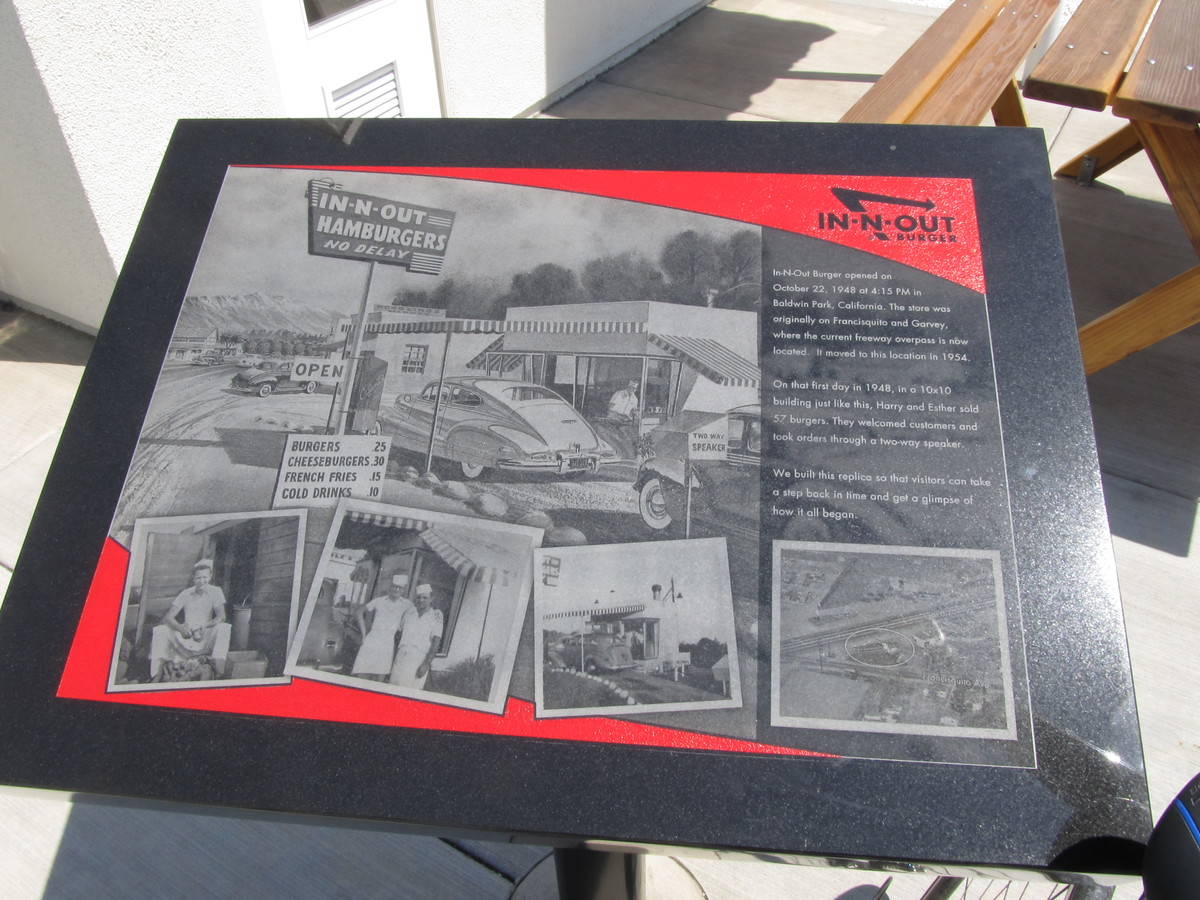 IN-N-OUT
HAMBURGERS
NO DELAY
OPEN
BURGERS .25
CHEESEBURGERS .30
FRENCH FRIES .15
COLD DRINKS .10
TWO WAY
SPEAKER
IN-N-OUT
BURGER
In-N-Out Burger opened on
October 22, 1948 at 4:15 PM in
Baldwin Park, California. The store was
originally on Francisquito and Garvey,
where the current freeway overpass is now
located. It moved to this location in 1954.
On that first day in 1948, in a 10x10
building just like this, Harry and Esther sold
57 burgers. They welcomed customers and
took orders through a two-way speaker.
We built this replica so that visitors can take
a step back in time and get a glimpse of
how it all began.
Francisquito Av